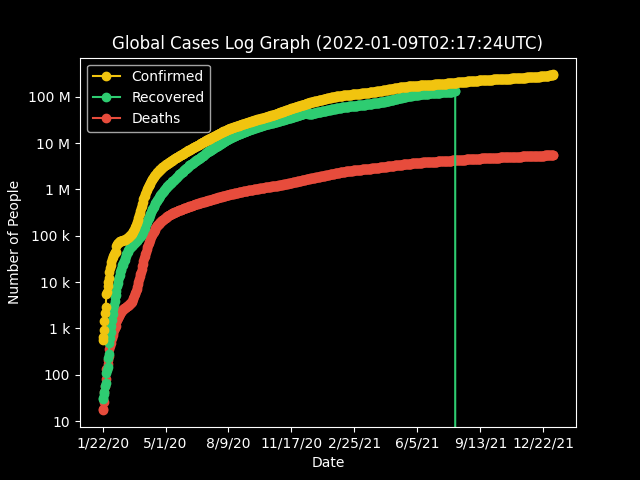 Global Cases Log Graph (2022-01-09T02:17:24UTC)
Confirmed
Recovered
Deaths
100 M
10 M
1 M
100 k
10 k
1 k
100
10
Number of People
1/22/20 5/1/20 8/9/20 11/17/20 2/25/21 6/5/21 9/13/21 12/22/21
Date